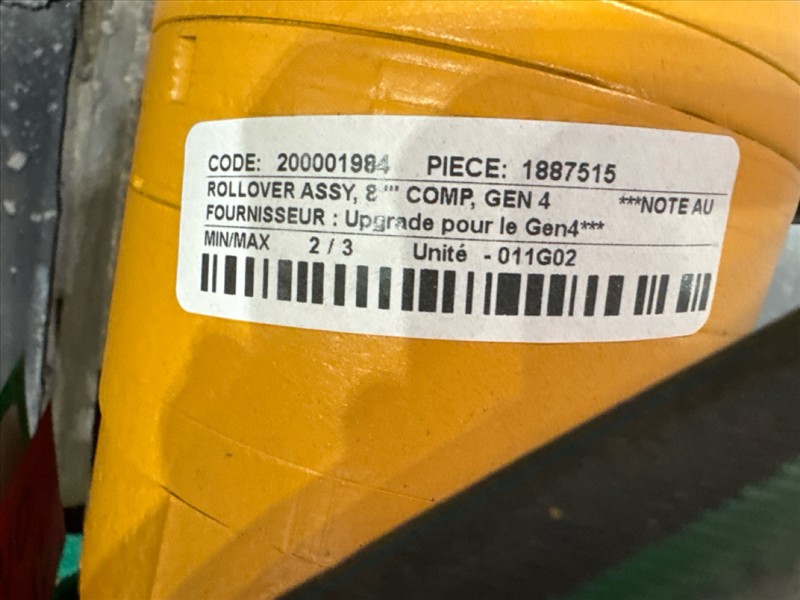 CODE: 200001984 PIECE: 1887515
ROLLOVER ASSY, 8 "' COMP, GEN 4 ***NOTE AU
FOURNISSEUR : Upgrade pour le Gen4***
MIN/MAX 2 / 3 Unité - 011G02